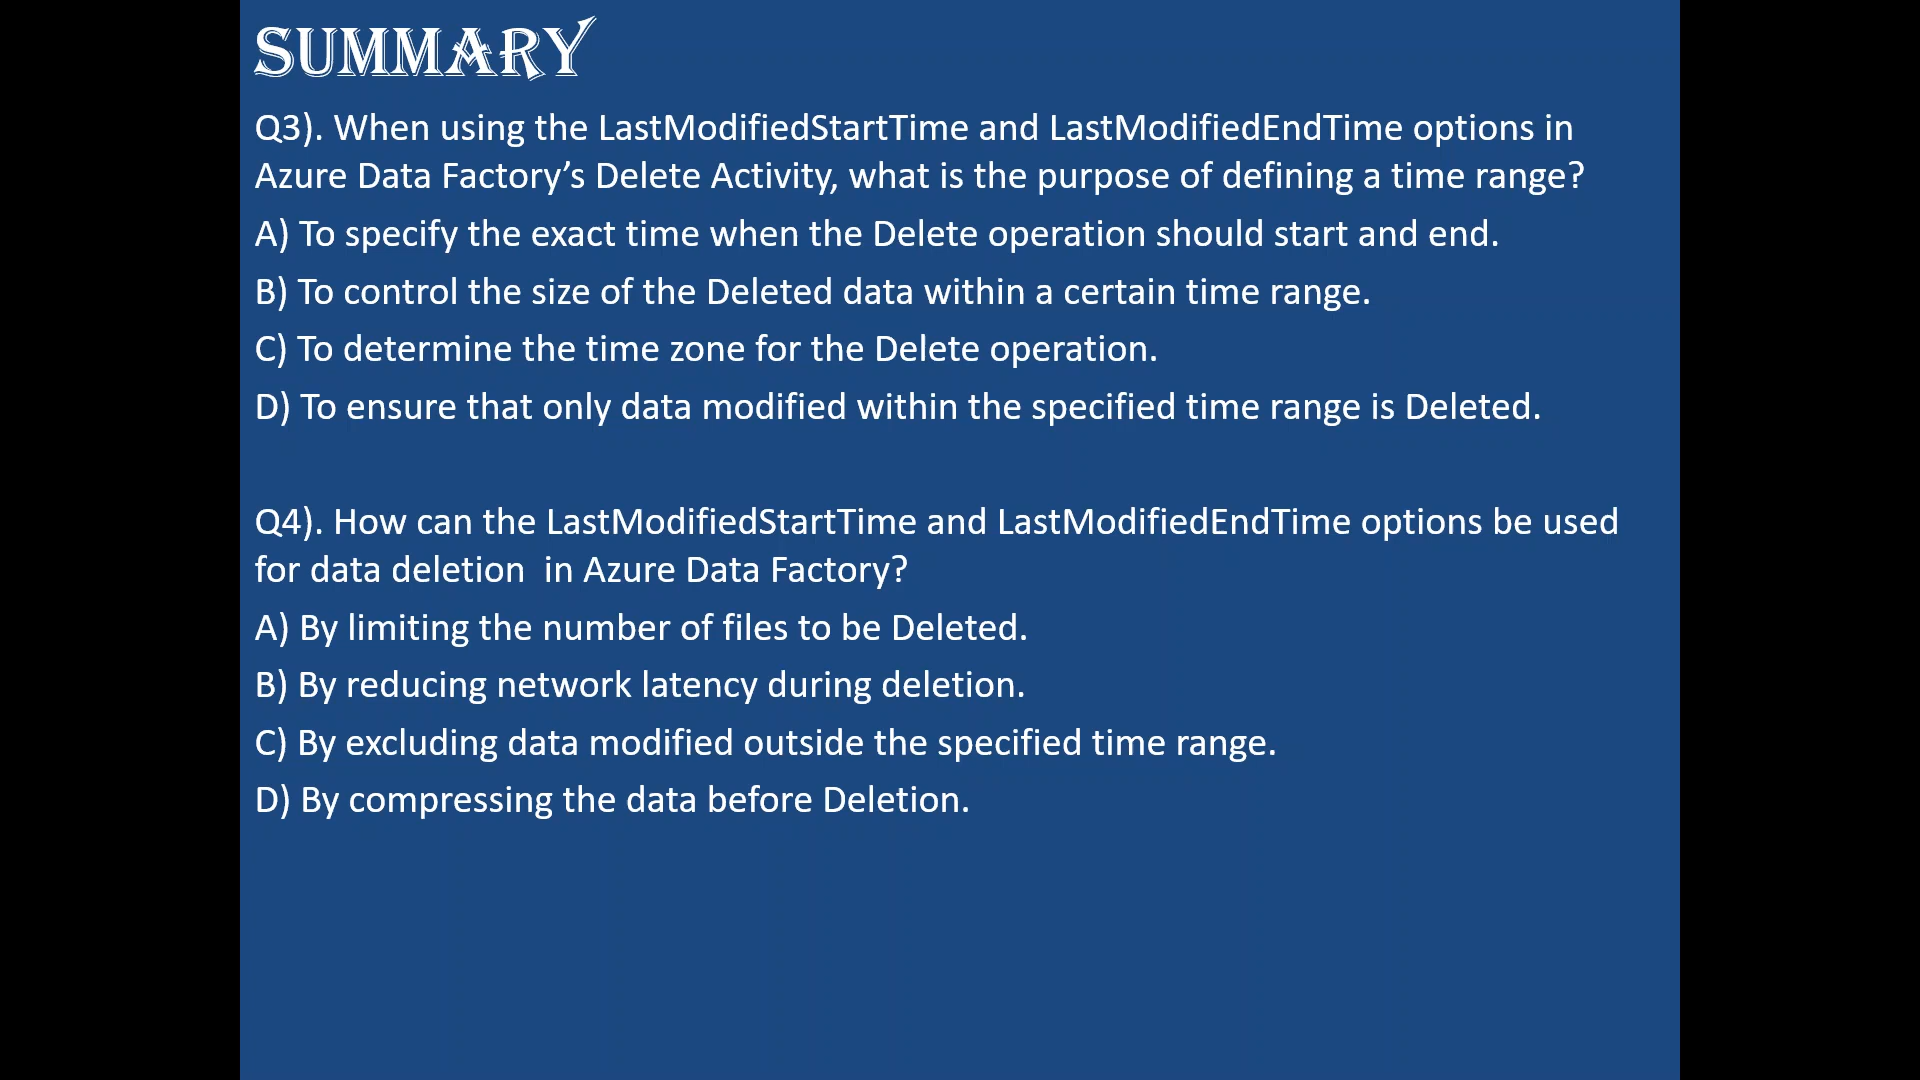 SUMMARY
Q3). When using the LastModifiedStartTime and LastModifiedEndTime options in
Azure Data Factory’s Delete Activity, what is the purpose of defining a time range?
A) To specify the exact time when the Delete operation should start and end.
B) To control the size of the Deleted data within a certain time range.
C) To determine the time zone for the Delete operation.
D) To ensure that only data modified within the specified time range is Deleted.
Q4). How can the LastModifiedStartTime and LastModifiedEndTime options be used
for data deletion  in Azure Data Factory?
A) By limiting the number of files to be Deleted.
B) By reducing network latency during deletion.
C) By excluding data modified outside the specified time range.
D) By compressing the data before Deletion.